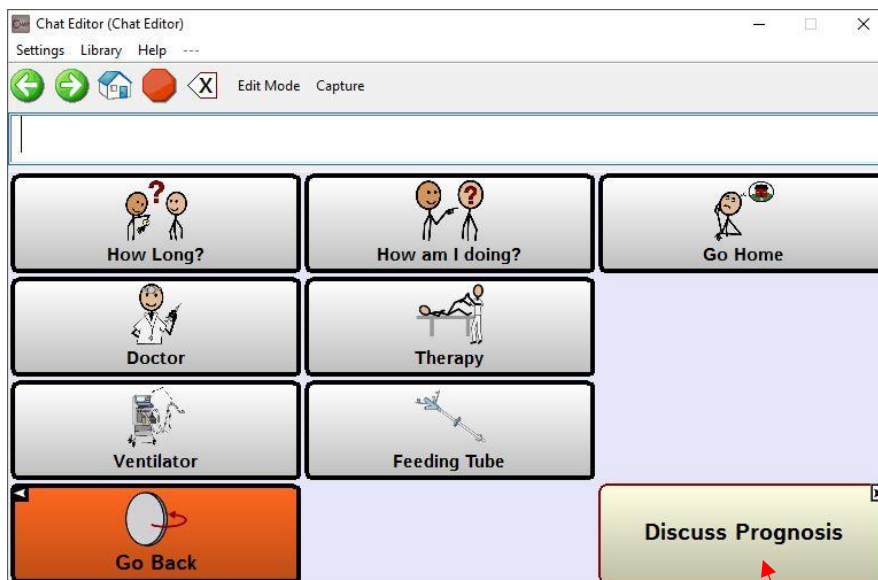 Chat Editor (Chat Editor)
Settings Library Help ---
X Edit Mode Capture
? ?
How Long? How am I doing? Go Home
Doctor Therapy
Ventilator Feeding Tube
Discuss Prognosis
Go Back